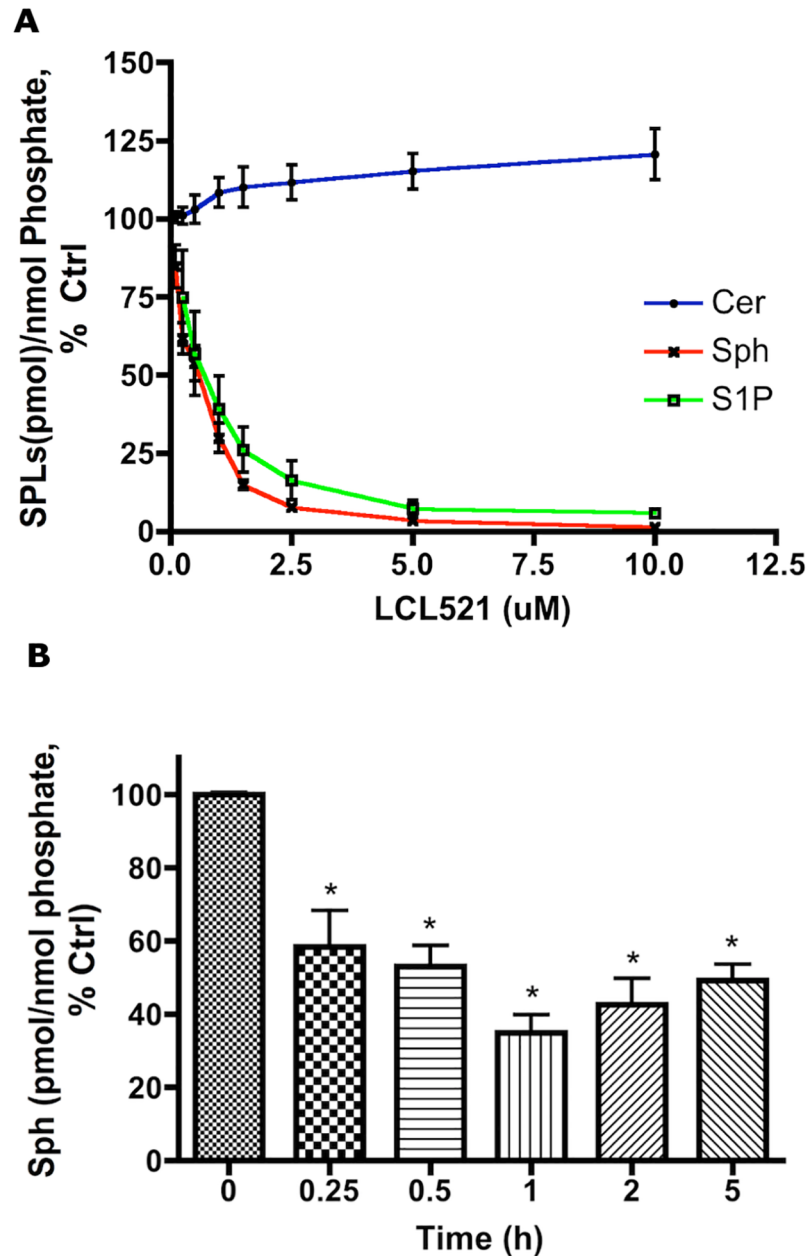 A
SPLs(pmol)/nmol Phosphate,
% Ctrl
150
125
100
75
50
25
0
0.0 2.5 5.0 7.5 10.0 12.5
LCL521 (uM)
Cer
Sph
S1P
B
Sph (pmol/nmol phosphate,
% Ctrl)
100
80
60
40
20
0
* * * * *
0 0.25 0.5 1 2 5
Time (h)